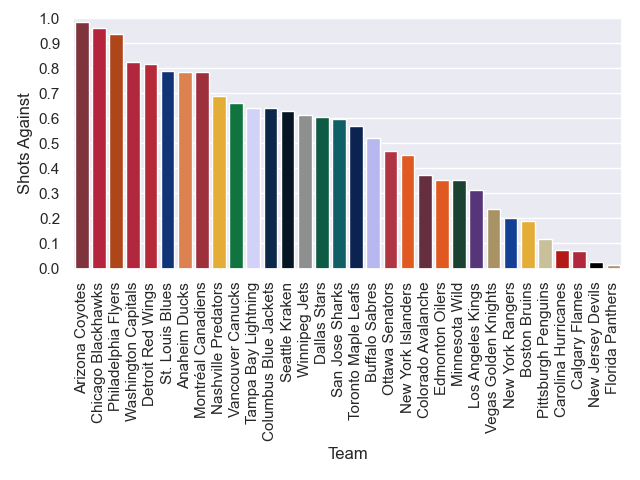 1.0
0.9
0.8
0.7
0.6
0.5
0.4
0.3
0.2
0.1
0.0
Shots Against
Arizona Coyotes
Chicago Blackhawks
Philadelphia Flyers
Washington Capitals
Detroit Red Wings
St. Louis Blues
Anaheim Ducks
Montréal Canadiens
Nashville Predators
Vancouver Canucks
Tampa Bay Lightning
Columbus Blue Jackets
Seattle Kraken
Winnipeg Jets
Dallas Stars
San Jose Sharks
Toronto Maple Leafs
Buffalo Sabres
Ottawa Senators
New York Islanders
Colorado Avalanche
Edmonton Oilers
Minnesota Wild
Los Angeles Kings
Vegas Golden Knights
New York Rangers
Boston Bruins
Pittsburgh Penguins
Carolina Hurricanes
Calgary Flames
New Jersey Devils
Florida Panthers
Team